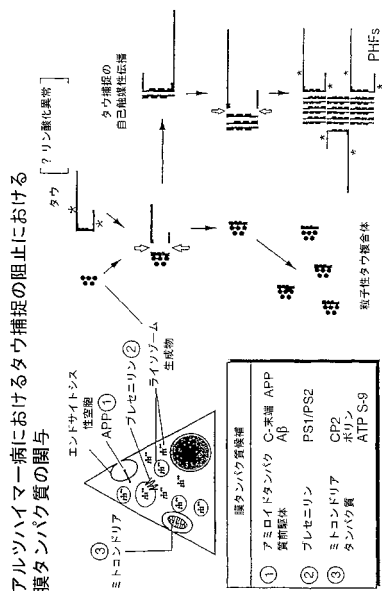 アルツハイマー病におけるタウ捕捉の阻止における
膜タンパク質の関与
エンドサイトシス
性空胞
APP ①
プレセニリン ②
ライソゾーム
生成物
③
ミトコンドリア
タウ
[ ? リン酸化異常 ]
タウ捕捉の
自己触媒性伝播
粒子性タウ複合体
PHFs
膜タンパク質候補
① アミロイドタンパク C-末端 APP
質前駆体 Aβ
② プレセニリン PS1/PS2
③ ミトコンドリア CP2
タンパク質 ポリン
ATP S-9